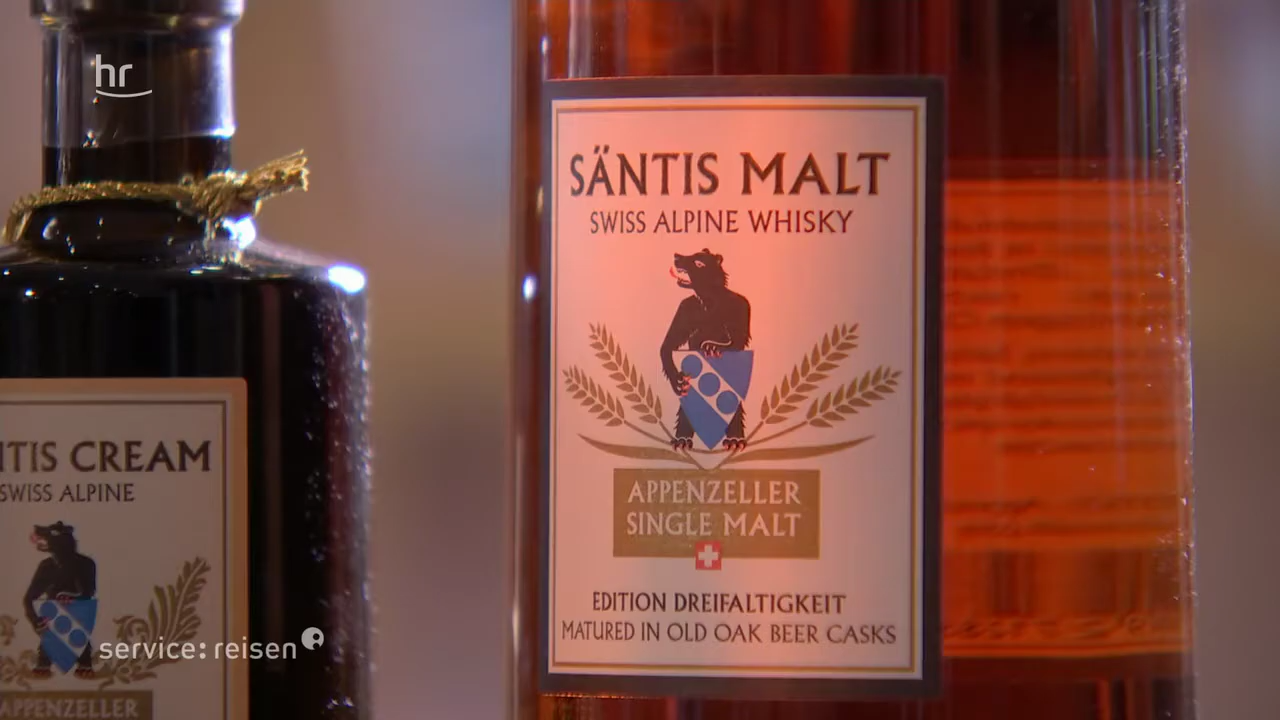 hr
SÄNTIS MALT
SWISS ALPINE WHISKY
APPENZELLER
SINGLE MALT
EDITION DREIFALTIGKEIT
MATURED IN OLD OAK BEER CASKS
NTIS CREAM
SWISS ALPINE
APPENZELLER
service: reisen